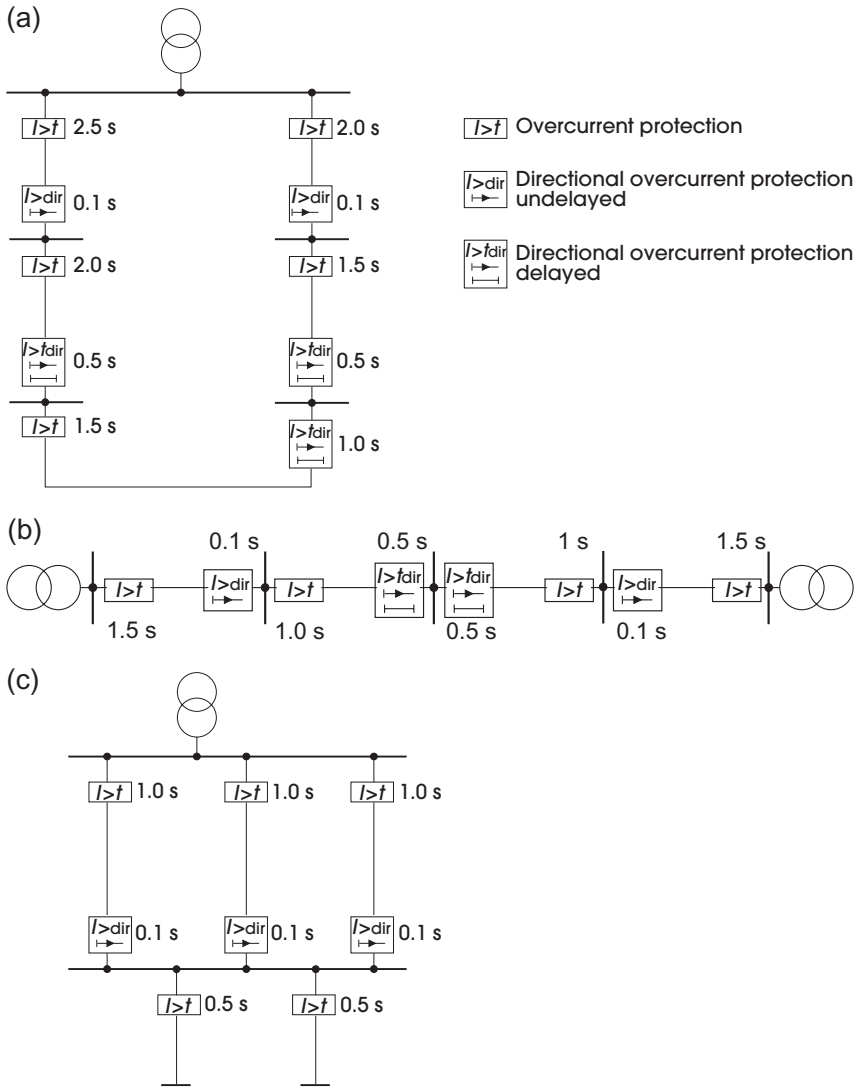 (a)
I>t 2.5 s
I>t 2.0 s
I>t Overcurrent protection
I>dir 0.1 s
I>dir 0.1 s
I>dir Directional overcurrent protection
undelayed
I>t 2.0 s
I>t 1.5 s
I>tdir Directional overcurrent protection
delayed
I>tdir 0.5 s
I>tdir 0.5 s
I>t 1.5 s
I>tdir 1.0 s
(b)
0.1 s 0.5 s 1 s 1.5 s
I>t I>dir I>t I>tdir I>tdir I>t I>dir I>t
1.5 s 1.0 s 0.5 s 0.1 s
(c)
I>t 1.0 s
I>t 1.0 s
I>t 1.0 s
I>dir 0.1 s
I>dir 0.1 s
I>dir 0.1 s
I>t 0.5 s
I>t 0.5 s